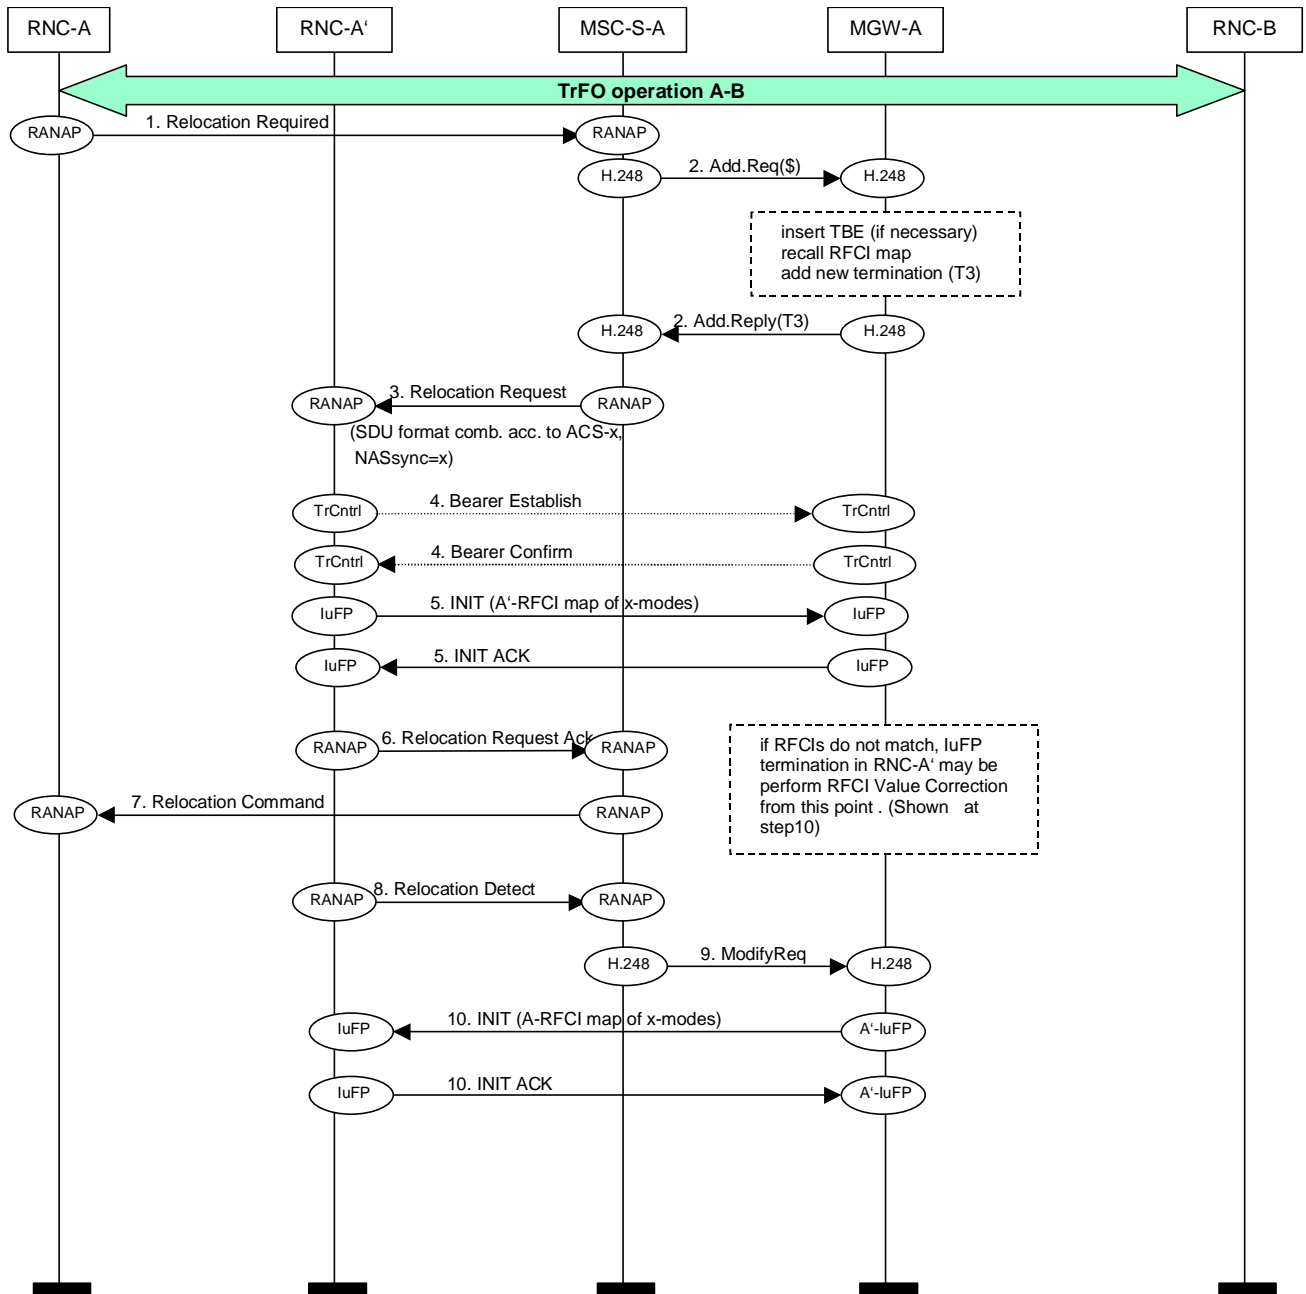 RNC-A
RNC-A‘
MSC-S-A
MGW-A
RNC-B
TrFO operation A-B
1. Relocation Required
RANAP
RANAP
2. Add.Req($)
H.248
H.248
insert TBE (if necessary)
recall RFCI map
add new termination (T3)
2. Add.Reply(T3)
H.248
H.248
3. Relocation Request
RANAP
RANAP
(SDU format comb. acc. to ACS-x,
NASsync=x)
4. Bearer Establish
TrCntrl
TrCntrl
4. Bearer Confirm
TrCntrl
TrCntrl
5. INIT (A‘-RFCI map of x-modes)
IuFP
IuFP
5. INIT ACK
IuFP
IuFP
6. Relocation Request Ack
RANAP
RANAP
if RFCIs do not match, IuFP
termination in RNC-A‘ may be
perform RFCI Value Correction
from this point . (Shown at
step10)
7. Relocation Command
RANAP
RANAP
8. Relocation Detect
RANAP
RANAP
9. ModifyReq
H.248
H.248
10. INIT (A-RFCI map of x-modes)
IuFP
A‘-IuFP
10. INIT ACK
IuFP
A‘-IuFP